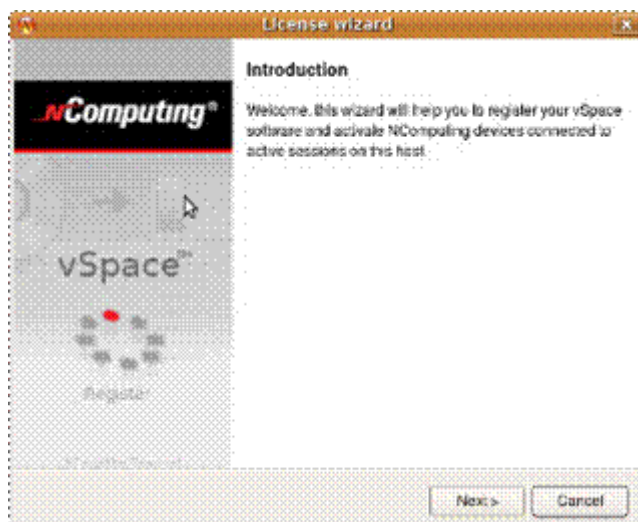 License wizard
Introduction
NComputing®
Welcome, this wizard will help you to register your vSpace
software and activate NComputing devices connected to
active sessions on this host.
vSpace™
Register
Next >
Cancel